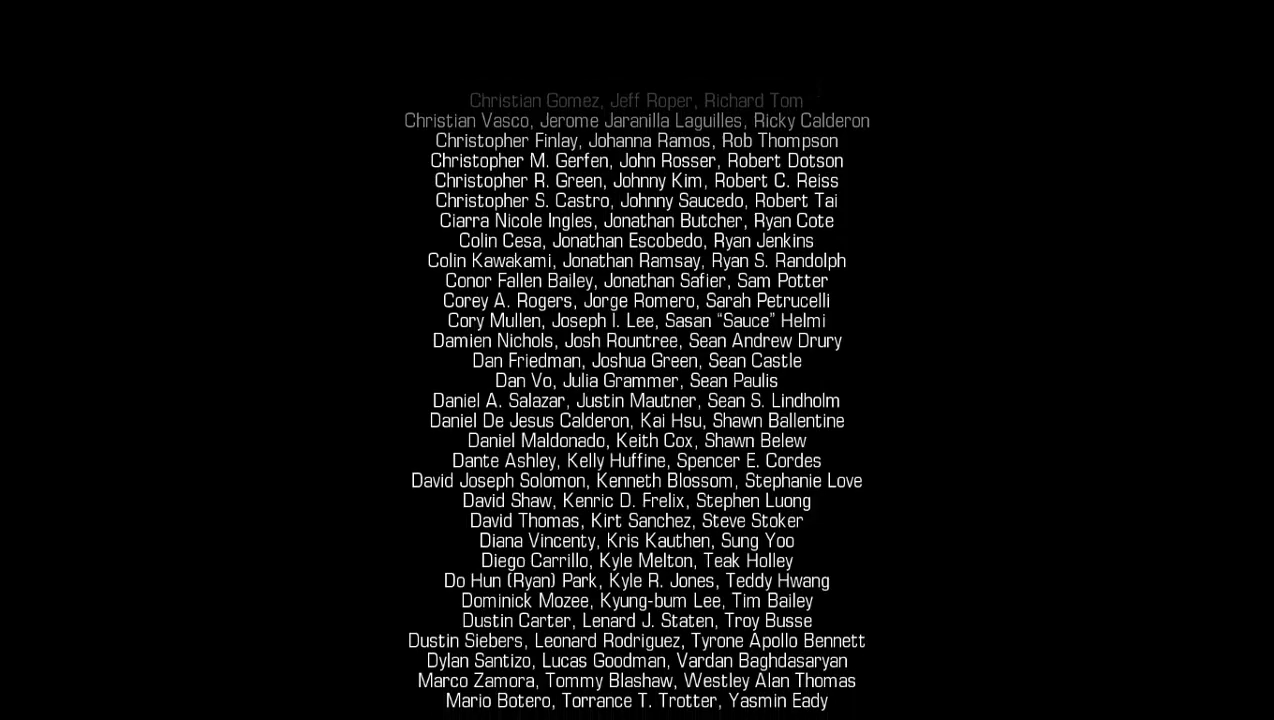 Christian Gomez, Jeff Roper, Richard Tom
Christian Vasco, Jerome Jaranilla Laguilles, Ricky Calderon
Christopher Finlay, Johanna Ramos, Rob Thompson
Christopher M. Gerfen, John Rosser, Robert Dotson
Christopher R. Green, Johnny Kim, Robert C. Reiss
Christopher S. Castro, Johnny Saucedo, Robert Tai
Ciarra Nicole Ingles, Jonathan Butcher, Ryan Cote
Colin Cesa, Jonathan Escobedo, Ryan Jenkins
Colin Kawakami, Jonathan Ramsay, Ryan S. Randolph
Conor Fallen Bailey, Jonathan Safier, Sam Potter
Corey A. Rogers, Jorge Romero, Sarah Petrucelli
Cory Mullen, Joseph I. Lee, Sasan “Sauce” Helmi
Damien Nichols, Josh Rountree, Sean Andrew Drury
Dan Friedman, Joshua Green, Sean Castle
Dan Vo, Julia Grammer, Sean Paulis
Daniel A. Salazar, Justin Mautner, Sean S. Lindholm
Daniel De Jesus Calderon, Kai Hsu, Shawn Ballentine
Daniel Maldonado, Keith Cox, Shawn Belew
Dante Ashley, Kelly Huffine, Spencer E. Cordes
David Joseph Solomon, Kenneth Blossom, Stephanie Love
David Shaw, Kenric D. Frelix, Stephen Luong
David Thomas, Kirt Sanchez, Steve Stoker
Diana Vincenty, Kris Kauthen, Sung Yoo
Diego Carrillo, Kyle Melton, Teak Holley
Do Hun (Ryan) Park, Kyle R. Jones, Teddy Hwang
Dominick Mozee, Kyung-bum Lee, Tim Bailey
Dustin Carter, Lenard J. Staten, Troy Busse
Dustin Siebers, Leonard Rodriguez, Tyrone Apollo Bennett
Dylan Santizo, Lucas Goodman, Vardan Baghdasaryan
Marco Zamora, Tommy Blashaw, Westley Alan Thomas
Mario Botero, Torrance T. Trotter, Yasmin Eady